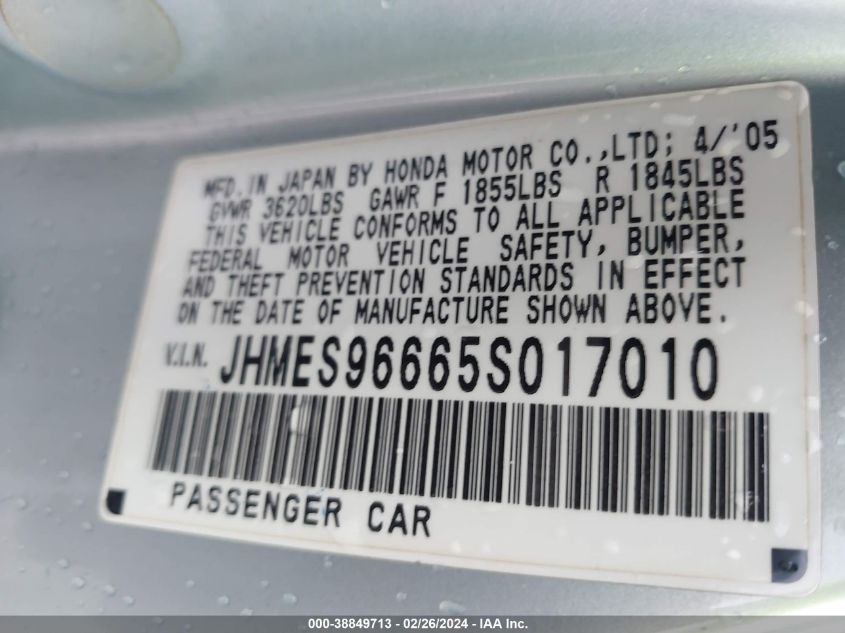 MFD.IN JAPAN BY HONDA MOTOR CO.,LTD; 4/'05
GVWR 3620LBS GAWR F 1855LBS R 1845LBS
THIS VEHICLE CONFORMS TO ALL APPLICABLE
FEDERAL MOTOR VEHICLE SAFETY, BUMPER,
AND THEFT PREVENTION STANDARDS IN EFFECT
ON THE DATE OF MANUFACTURE SHOWN ABOVE.
V.I.N. JHMES96665S017010
PASSENGER CAR
000-38849713 - 02/26/2024 - IAA Inc.